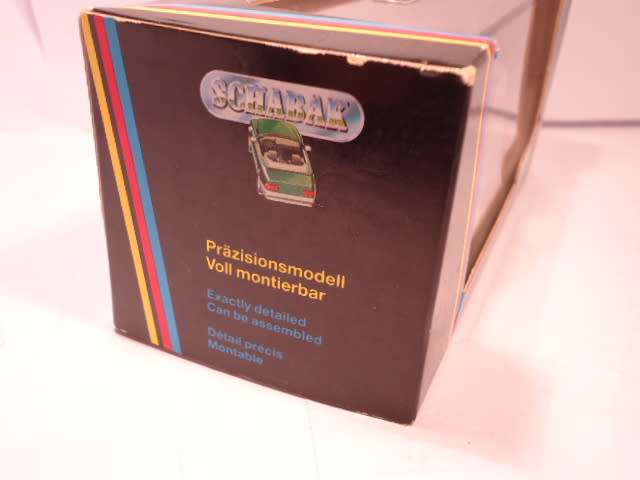 SCHABAK
Präzisionsmodell
Voll montierbar
Exactly detailed
Can be assembled
Détail précis
Montable